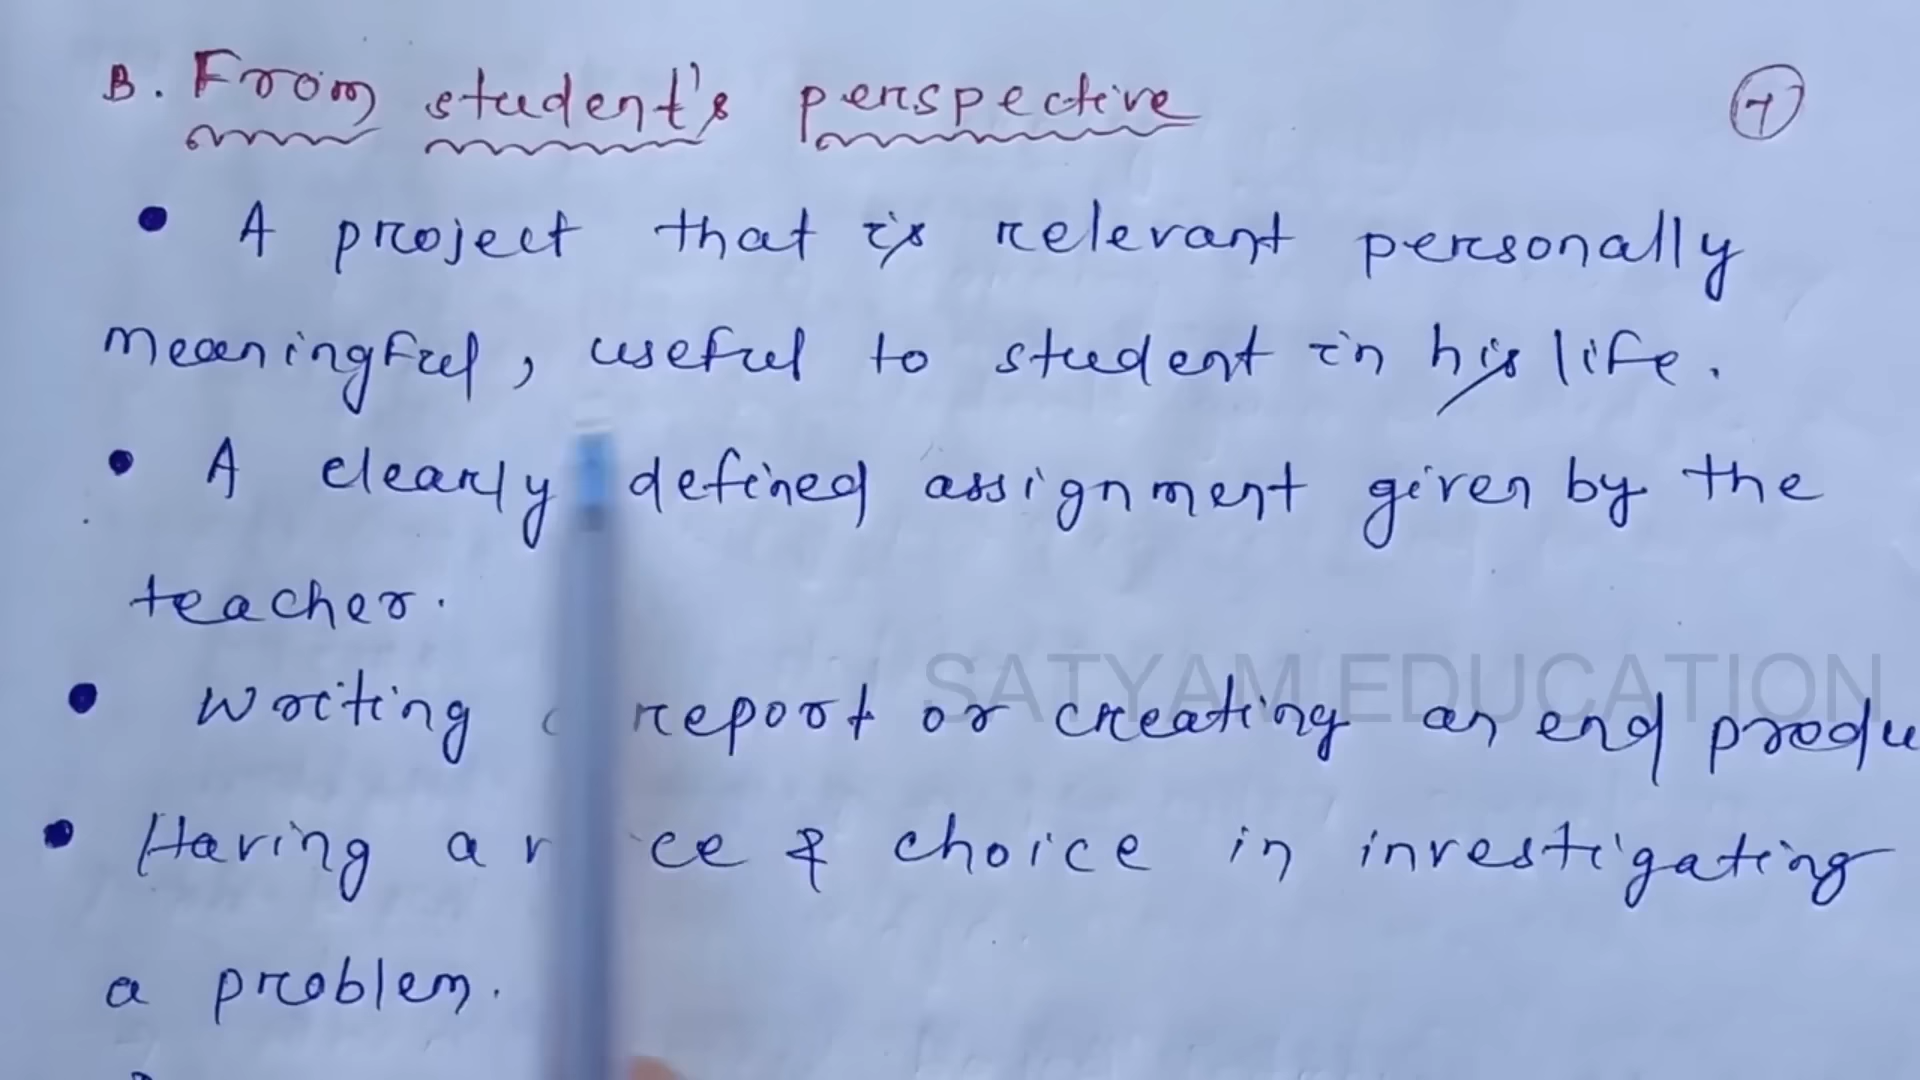 B. From student's perspective
7
• A project that is relevant personally
meaningful, useful to student in his life.
• A clearly defined assignment given by the
teacher.
SATYAM EDUCATION
• Writing report or creating an end produ
• Having a & choice in investigating
a problem.